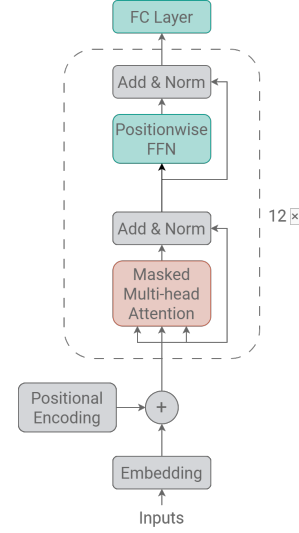 FC Layer
Add & Norm
Positionwise
FFN
Add & Norm
12 ×
Masked
Multi-head
Attention
Positional
Encoding
+
Embedding
Inputs